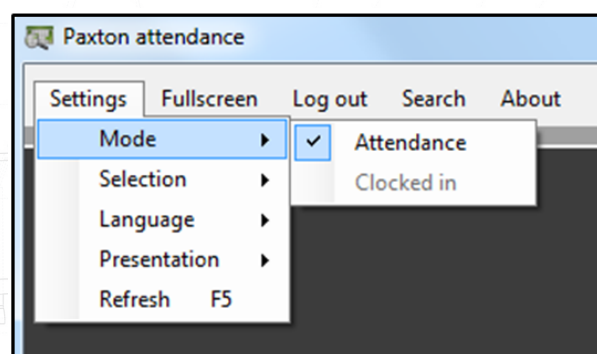 Paxton attendance
Settings Fullscreen Log out Search About
Mode
Attendance
Clocked in
Selection
Language
Presentation
Refresh F5